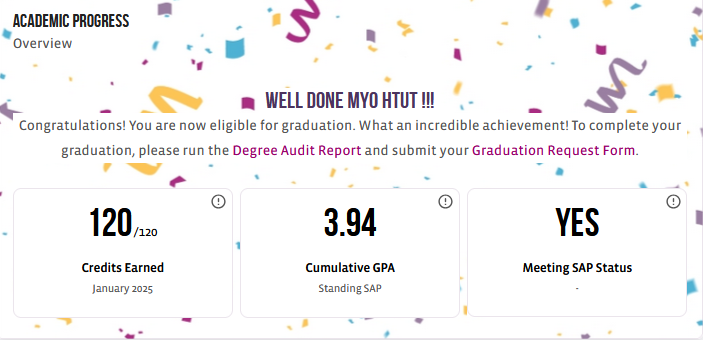 ACADEMIC PROGRESS
Overview
WELL DONE MYO HTUT !!!
Congratulations! You are now eligible for graduation. What an incredible achievement! To complete your
graduation, please run the Degree Audit Report and submit your Graduation Request Form.
120/120
Credits Earned
January 2025
3.94
Cumulative GPA
Standing SAP
YES
Meeting SAP Status
-